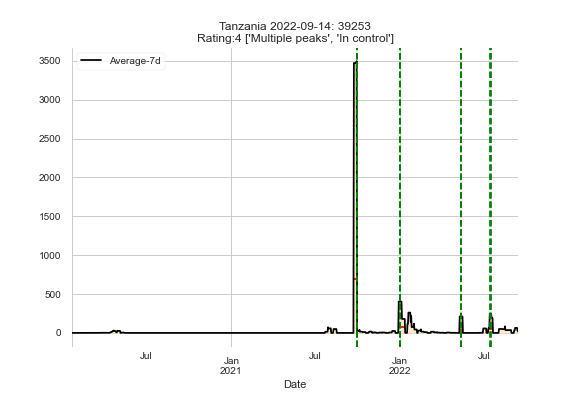 Tanzania 2022-09-14: 39253
Rating:4 ['Multiple peaks', 'In control']
Average-7d
3500
3000
2500
2000
1500
1000
500
0
Jul
Jan
2021
Jul
Jan
2022
Jul
Date